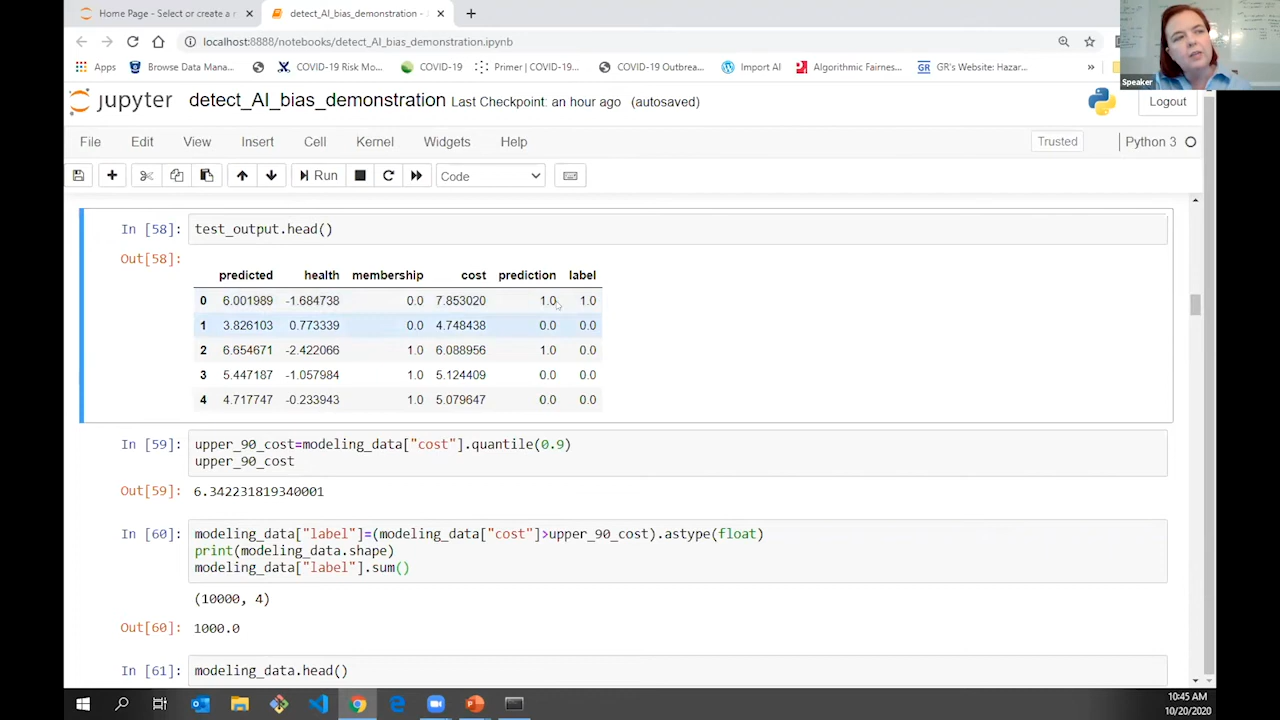 Home Page - Select or create a n
detect_AI_bias_demonstration -
localhost:8888/notebooks/detect_AI_bias_demonstration.ipynb
Apps Browse Data Mana... COVID-19 Risk Mo... COVID-19 Primer | COVID-19... COVID-19 Outbrea... Import AI Algorithmic Fairnes... GR GR's Website: Hazar... »
Speaker
jupyter detect_AI_bias_demonstration Last Checkpoint: an hour ago (autosaved) Logout
File Edit View Insert Cell Kernel Widgets Help Trusted Python 3
Run Code
In [58]: test_output.head()
Out[58]:
predicted health membership cost prediction label
0 6.001989 -1.684738 0.0 7.853020 1.0 1.0
1 3.826103 0.773339 0.0 4.748438 0.0 0.0
2 6.654671 -2.422066 1.0 6.088956 1.0 0.0
3 5.447187 -1.057984 1.0 5.124409 0.0 0.0
4 4.717747 -0.233943 1.0 5.079647 0.0 0.0
In [59]: upper_90_cost=modeling_data["cost"].quantile(0.9)
upper_90_cost
Out[59]: 6.342231819340001
In [60]: modeling_data["label"]=(modeling_data["cost"]>upper_90_cost).astype(float)
print(modeling_data.shape)
modeling_data["label"].sum()
(10000, 4)
Out[60]: 1000.0
In [61]: modeling_data.head()
10:45 AM
10/20/2020